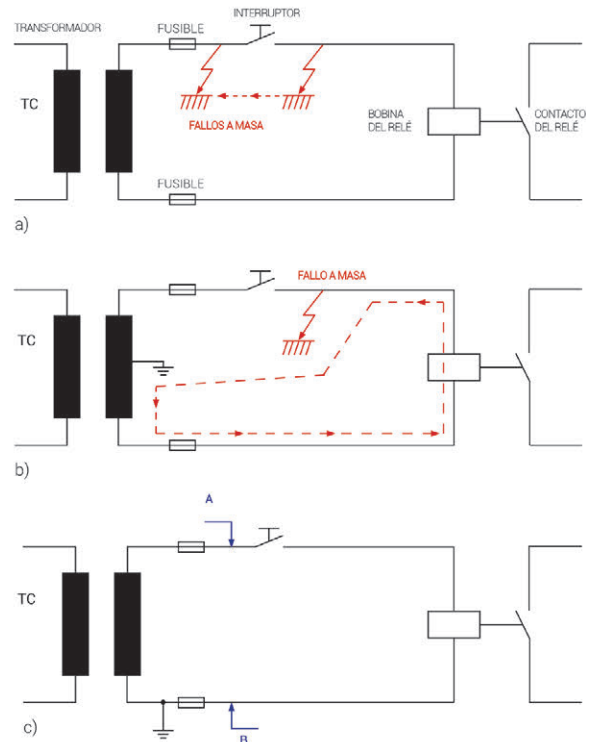 INTERRUPTOR
TRANSFORMADOR
FUSIBLE
TC
FALLOS A MASA
BOBINA
DEL RELÉ
CONTACTO
DEL RELÉ
FUSIBLE
a)
FALLO A MASA
TC
b)
A
TC
c)
B